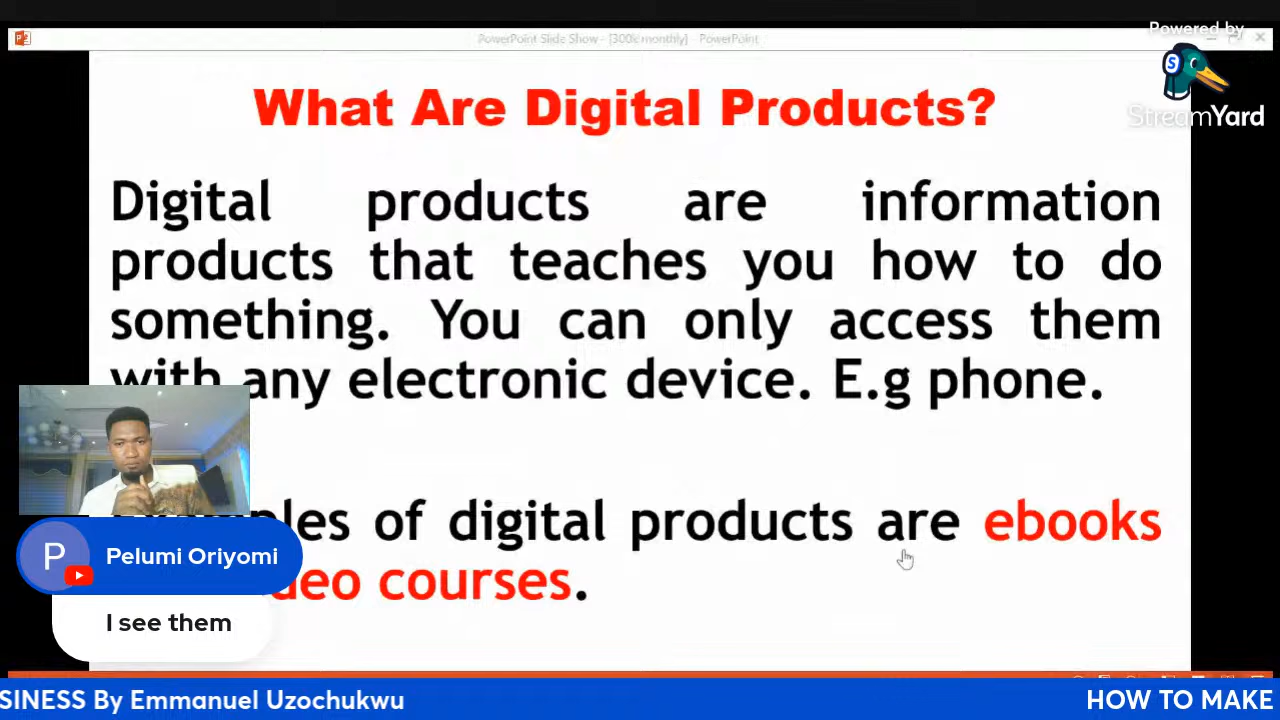 PowerPoint Slide Show - [300k monthly] - PowerPoint
Powered by
StreamYard
What Are Digital Products?
Digital products are information
products that teaches you how to do
something. You can only access them
with any electronic device. E.g phone.
of digital products are ebooks
courses.
P Pelumi Oriyomi
I see them
SINESS By Emmanuel Uzochukwu
HOW TO MAKE